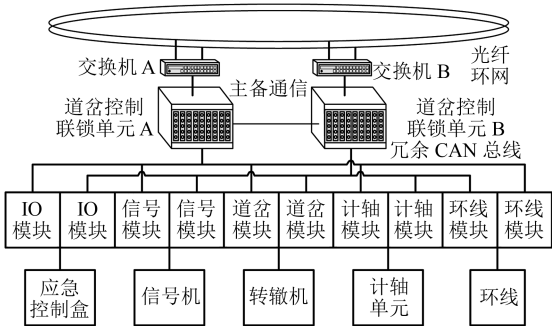 光纤
环网
交换机 A
交换机 B
主备通信
道岔控制
联锁单元 A
道岔控制
联锁单元 B
冗余 CAN 总线
IO
模块
IO
模块
信号
模块
信号
模块
道岔
模块
道岔
模块
计轴
模块
计轴
模块
环线
模块
环线
模块
应急
控制盒
信号机
转辙机
计轴
单元
环线